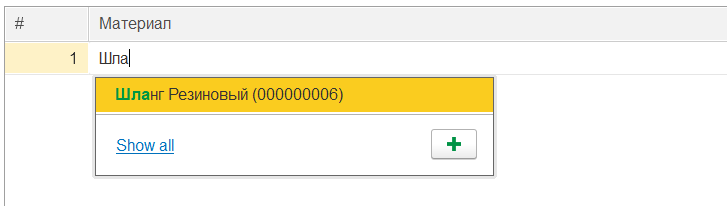 # Материал
1 Шла
Шланг Резиновый (000000006)
Show all